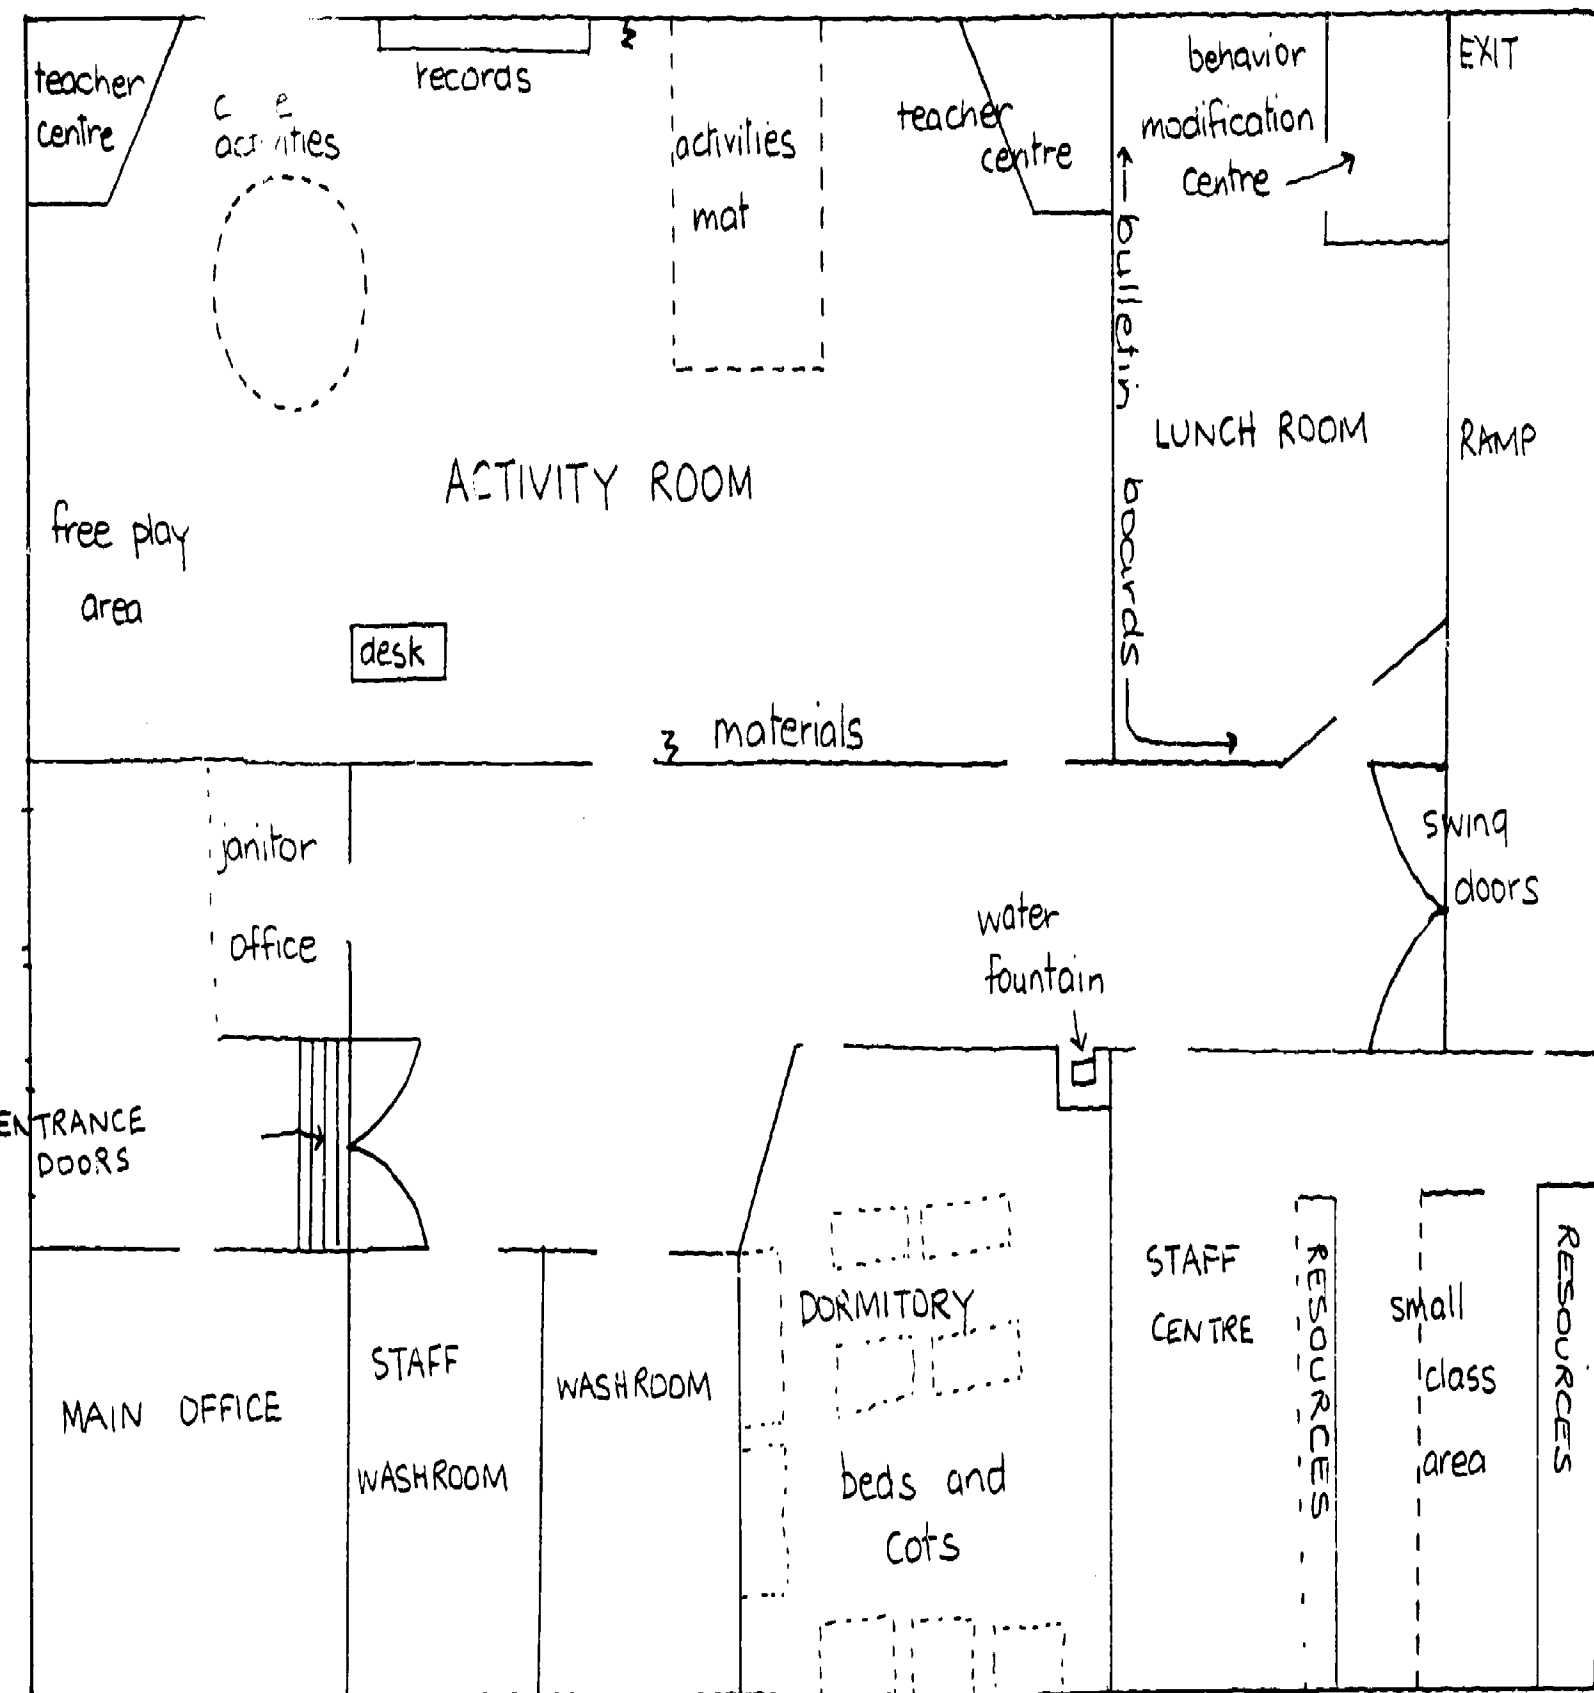 teacher
centre
activities
records
activities
mat
teacher
centre
behavior
modification
centre
EXIT
bulletin boards
LUNCH ROOM
RAMP
ACTIVITY ROOM
free play
area
desk
materials
janitor
office
swing
doors
water
fountain
ENTRANCE
DOORS
MAIN OFFICE
STAFF
WASHROOM
WASHROOM
DORMITORY
beds and
cots
STAFF
CENTRE
RESOURCES
small
class
area
RESOURCES